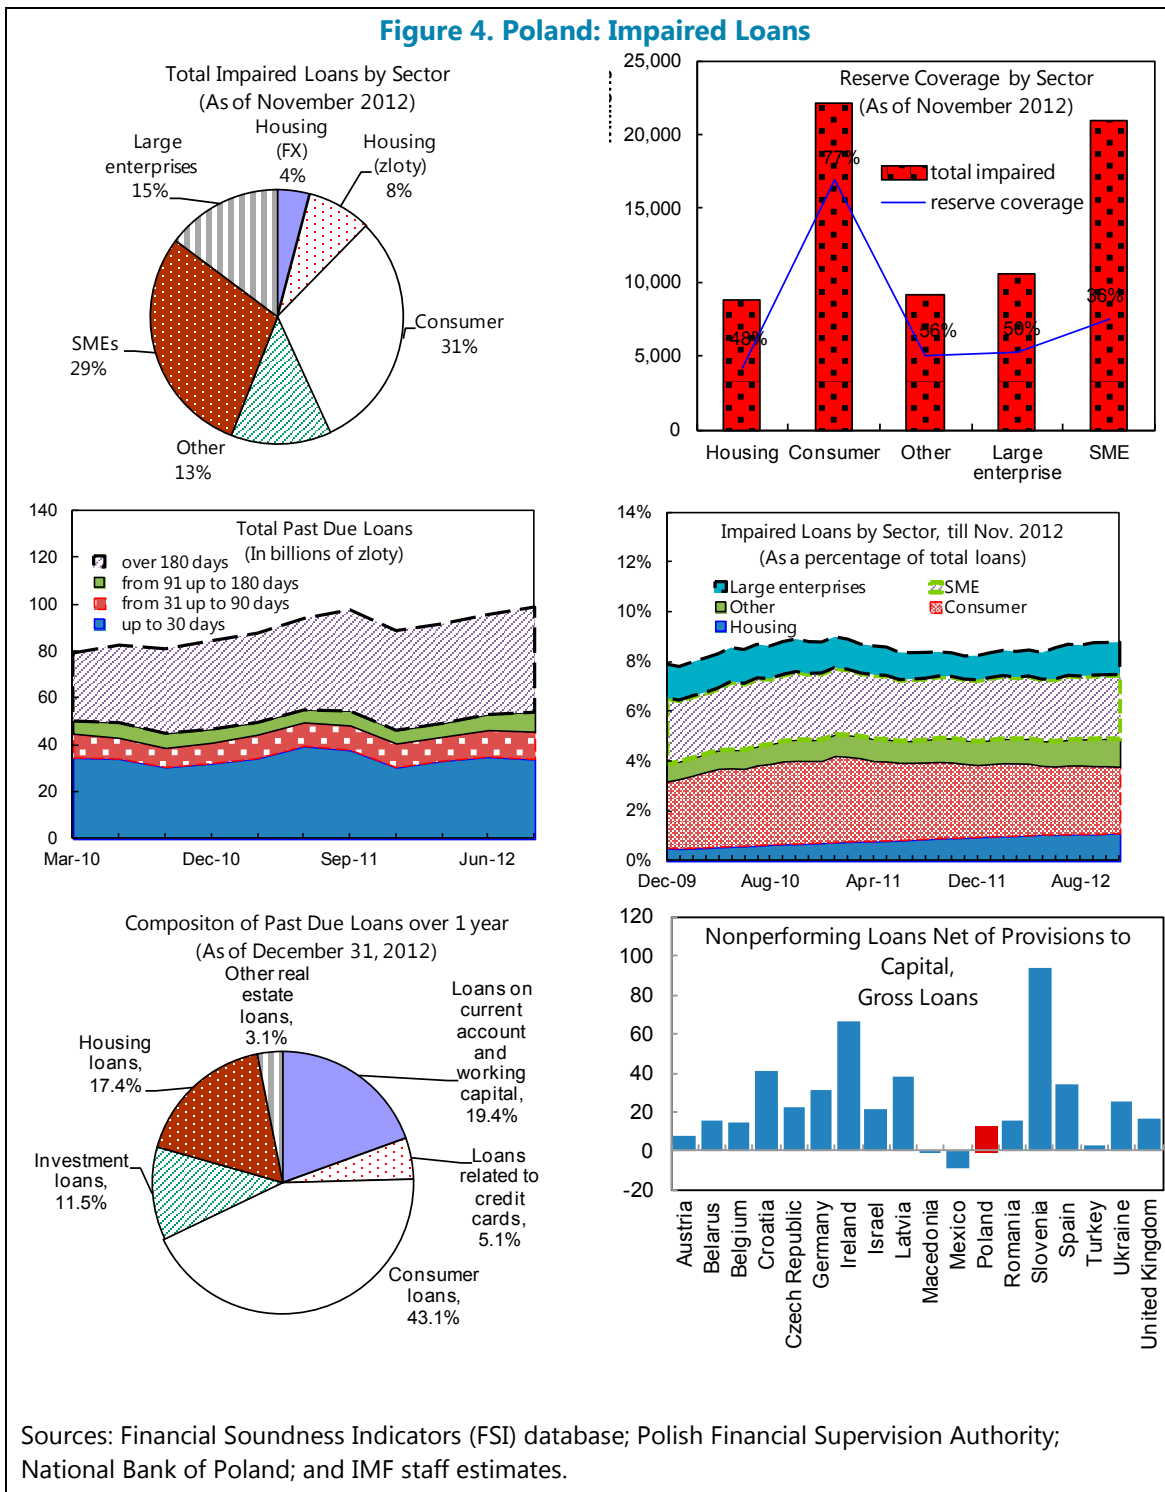 Figure 4. Poland: Impaired Loans
Total Impaired Loans by Sector
(As of November 2012)
Large
enterprises
15%
Housing
(FX)
4%
Housing
(zloty)
8%
Consumer
31%
SMEs
29%
Other
13%
Reserve Coverage by Sector
(As of November 2012)
25,000
20,000
15,000
10,000
5,000
0
total impaired
reserve coverage
48%
77%
56%
50%
36%
Housing
Consumer
Other
Large
enterprise
SME
Total Past Due Loans
(In billions of zloty)
over 180 days
from 91 up to 180 days
from 31 up to 90 days
up to 30 days
140
120
100
80
60
40
20
0
Mar-10
Dec-10
Sep-11
Jun-12
Impaired Loans by Sector, till Nov. 2012
(As a percentage of total loans)
Large enterprises
SME
Other
Consumer
Housing
14%
12%
10%
8%
6%
4%
2%
0%
Dec-09
Aug-10
Apr-11
Dec-11
Aug-12
Compositon of Past Due Loans over 1 year
(As of December 31, 2012)
Other real
estate
loans,
3.1%
Loans on
current
account
and
working
capital,
19.4%
Housing
loans,
17.4%
Investment
loans,
11.5%
Loans
related to
credit
cards,
5.1%
Consumer
loans,
43.1%
Nonperforming Loans Net of Provisions to
Capital,
Gross Loans
120
100
80
60
40
20
0
-20
Austria
Belarus
Belgium
Croatia
Czech Republic
Germany
Ireland
Israel
Latvia
Macedonia
Mexico
Poland
Romania
Slovenia
Spain
Turkey
Ukraine
United Kingdom
Sources: Financial Soundness Indicators (FSI) database; Polish Financial Supervision Authority;
National Bank of Poland; and IMF staff estimates.